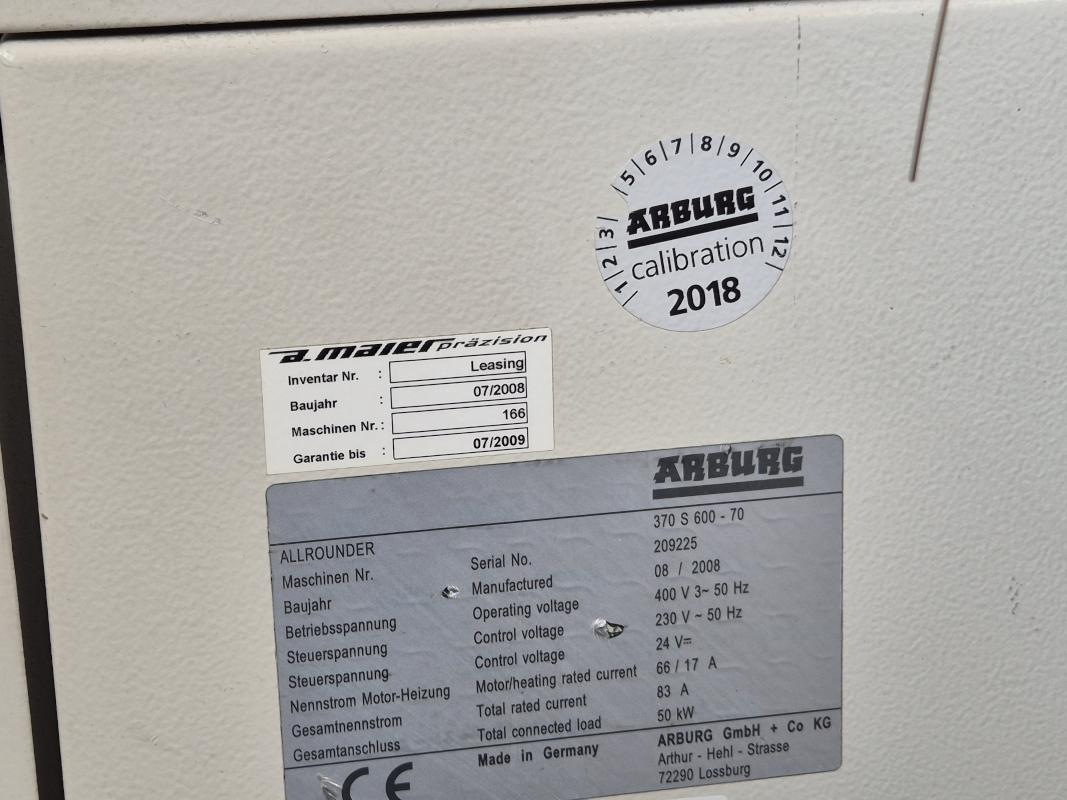 1 2 3 5 6 7 8 9 10 11 12
ARBURG
calibration
2018
a. maier präzision
Inventar Nr. : Leasing
Baujahr : 07/2008
Maschinen Nr. : 166
Garantie bis : 07/2009
ARBURG
ALLROUNDER 370 S 600 - 70
Maschinen Nr. Serial No. 209225
Baujahr Manufactured 08 / 2008
Betriebsspannung Operating voltage 400 V 3~ 50 Hz
Steuerspannung Control voltage 230 V ~ 50 Hz
Steuerspannung Control voltage 24 V=
Nennstrom Motor-Heizung Motor/heating rated current 66 / 17 A
Gesamtnennstrom Total rated current 83 A
Gesamtanschluss Total connected load 50 kW
CE Made in Germany ARBURG GmbH + Co KG
Arthur - Hehl - Strasse
72290 Lossburg